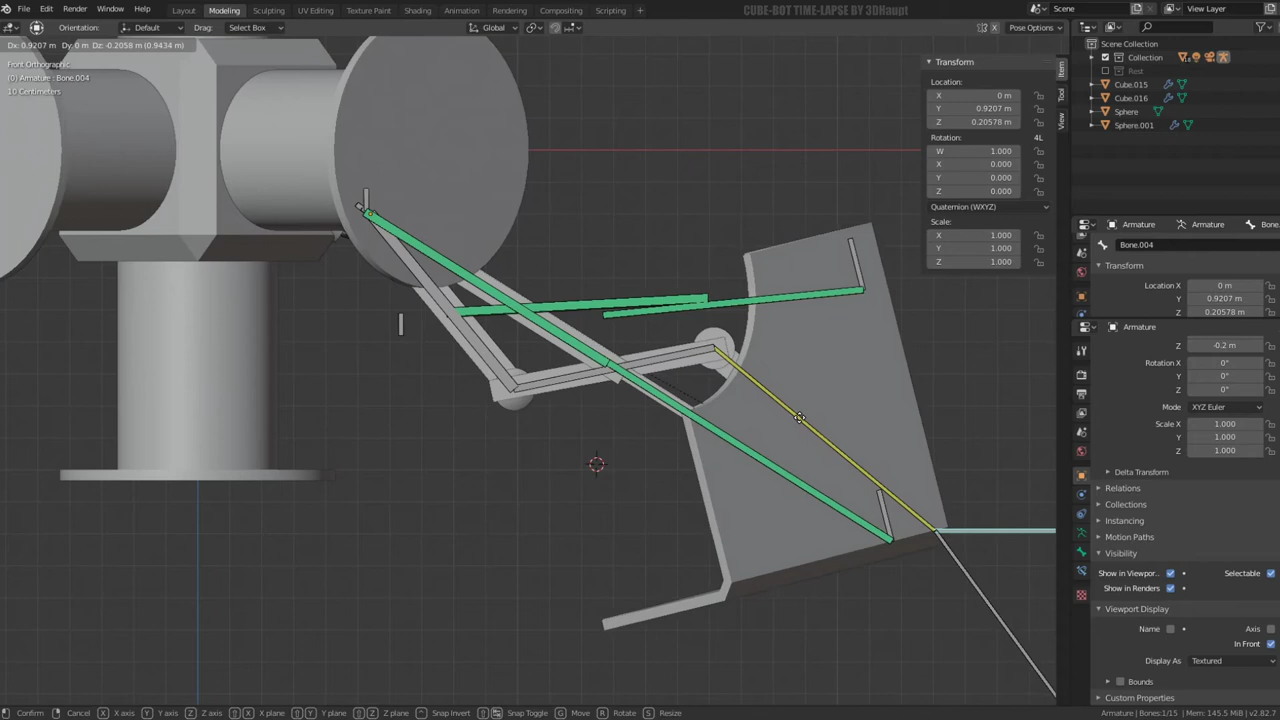 File Edit Render Window Help Layout Modeling Sculpting UV Editing Texture Paint Shading Animation Rendering Compositing Scripting CUBE-BOT TIME-LAPSE BY 3DHaupt Scene View Layer
Orientation: Default Drag: Select Box Global Pose Options
Dx: 0.9207 m Dy: 0 m Dz: -0.2058 m (0.9434 m)
Front Orthographic
(0) Armature : Bone.004
10 Centimeters
Transform
Location:
X 0 m
Y 0.9207 m
Z 0.20578 m
Rotation: 4L
W 1.000
X 0.000
Y 0.000
Z 0.000
Quaternion (WXYZ)
Scale:
X 1.000
Y 1.000
Z 1.000
Item
Tool
View
Scene Collection
Collection
Rest
Cube.015
Cube.016
Sphere
Sphere.001
Armature Armature Bone.
Bone.004
Transform
Location X 0 m
Y 0.9207 m
Z 0.20578 m
Armature
Z -0.2 m
Rotation X 0°
Y 0°
Z 0°
Mode XYZ Euler
Scale X 1.000
Y 1.000
Z 1.000
Delta Transform
Relations
Collections
Instancing
Motion Paths
Visibility
Show in Viewpor.. Selectable
Show in Renders
Viewport Display
Name Axis
In Front
Display As Textured
Bounds
Custom Properties
Confirm Cancel X X axis Y Y axis Z Z axis X X plane Y Y plane Z Z plane Snap Invert Snap Toggle G Move R Rotate S Resize
Armature | Bones:1/15 | Mem: 145.5 MiB | v2.82.7